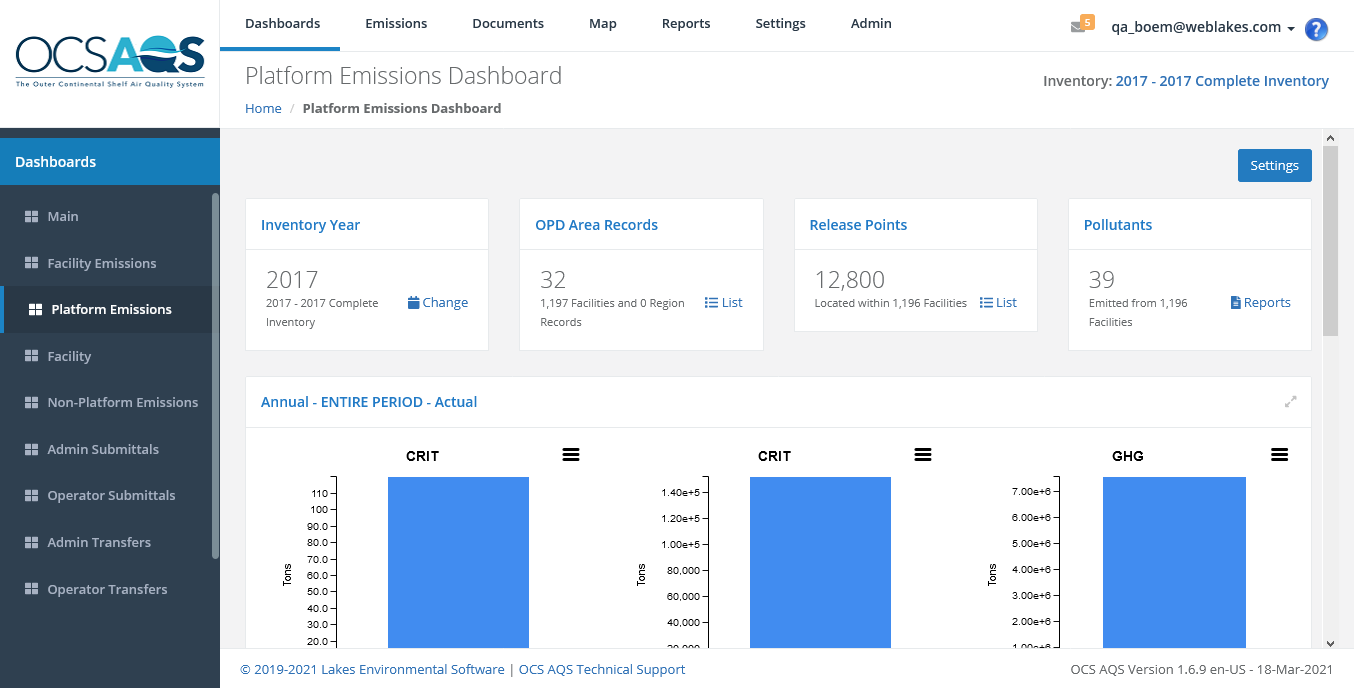 OCSAQS
The Outer Continental Shelf Air Quality System
Dashboards Emissions Documents Map Reports Settings Admin
5 qa_boem@weblakes.com ?
Platform Emissions Dashboard
Inventory: 2017 - 2017 Complete Inventory
Home / Platform Emissions Dashboard
Dashboards
Main
Facility Emissions
Platform Emissions
Facility
Non-Platform Emissions
Admin Submittals
Operator Submittals
Admin Transfers
Operator Transfers
Settings
Inventory Year
2017
2017 - 2017 Complete
Inventory
Change
OPD Area Records
32
1,197 Facilities and 0 Region
Records
List
Release Points
12,800
Located within 1,196 Facilities
List
Pollutants
39
Emitted from 1,196
Facilities
Reports
Annual - ENTIRE PERIOD - Actual
CRIT
Tons
110
100
90.0
80.0
70.0
60.0
50.0
40.0
30.0
20.0
CRIT
Tons
1.40e+5
1.20e+5
1.00e+5
80,000
60,000
40,000
20,000
GHG
Tons
7.00e+6
6.00e+6
5.00e+6
4.00e+6
3.00e+6
2.00e+6
1.00e+6
© 2019-2021 Lakes Environmental Software | OCS AQS Technical Support
OCS AQS Version 1.6.9 en-US - 18-Mar-2021